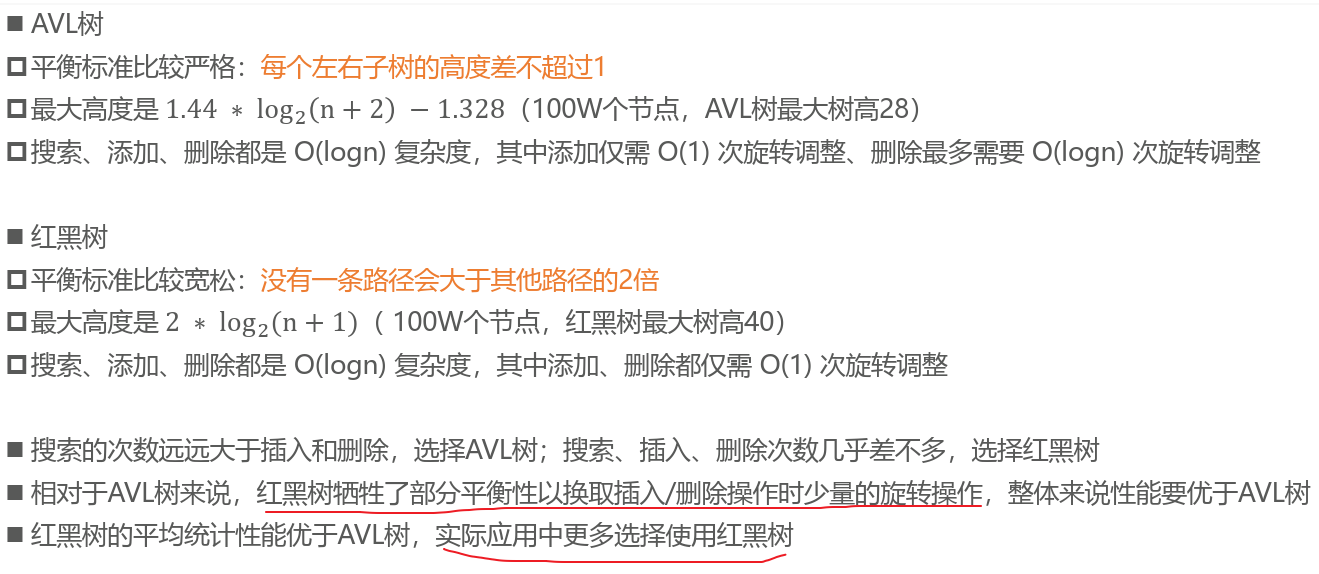 ■ AVL树
□ 平衡标准比较严格：每个左右子树的高度差不超过1
□ 最大高度是 1.44 ∗ log₂(n + 2) − 1.328（100W个节点，AVL树最大树高28）
□ 搜索、添加、删除都是 O(logn) 复杂度，其中添加仅需 O(1) 次旋转调整、删除最多需要 O(logn) 次旋转调整
■ 红黑树
□ 平衡标准比较宽松：没有一条路径会大于其他路径的2倍
□ 最大高度是 2 ∗ log₂(n + 1)（ 100W个节点，红黑树最大树高40）
□ 搜索、添加、删除都是 O(logn) 复杂度，其中添加、删除都仅需 O(1) 次旋转调整
■ 搜索的次数远远大于插入和删除，选择AVL树；搜索、插入、删除次数几乎差不多，选择红黑树
■ 相对于AVL树来说，红黑树牺牲了部分平衡性以换取插入/删除操作时少量的旋转操作，整体来说性能要优于AVL树
■ 红黑树的平均统计性能优于AVL树，实际应用中更多选择使用红黑树